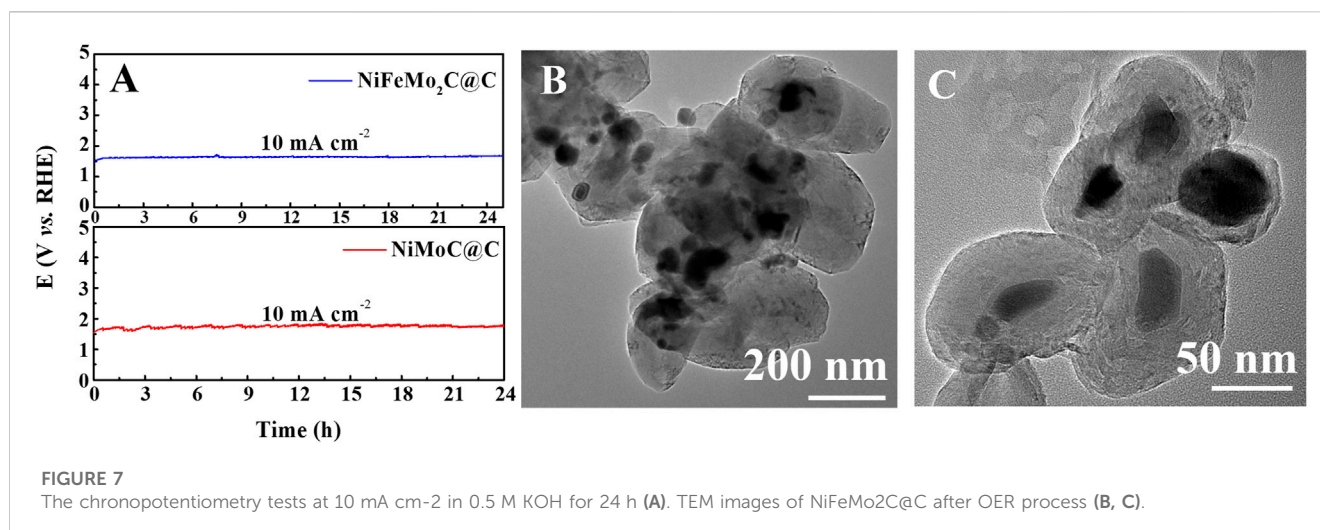 A
NiFeMo₂C@C
10 mA cm⁻²
5
4
3
2
1
0
0 3 6 9 12 15 18 21 24
NiMoC@C
10 mA cm⁻²
5
4
3
2
1
0
0 3 6 9 12 15 18 21 24
E (V vs. RHE)
Time (h)
B
200 nm
C
50 nm
FIGURE 7
The chronopotentiometry tests at 10 mA cm-2 in 0.5 M KOH for 24 h (A). TEM images of NiFeMo2C@C after OER process (B, C).